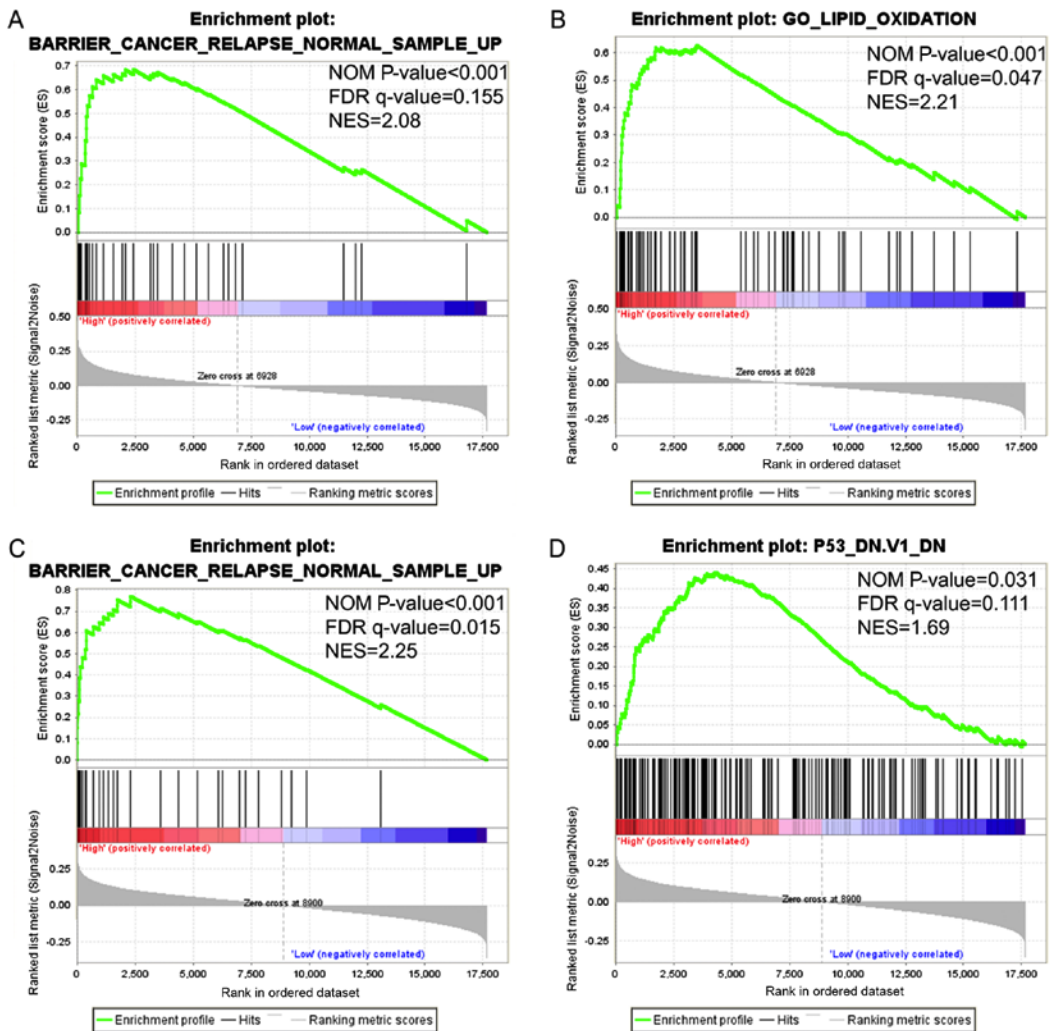 A
Enrichment plot:
BARRIER_CANCER_RELAPSE_NORMAL_SAMPLE_UP
NOM P-value<0.001
FDR q-value=0.155
NES=2.08
Enrichment score (ES)
0.7
0.6
0.5
0.4
0.3
0.2
0.1
0.0
'High' (positively correlated)
Ranked list metric (Signal2Noise)
0.50
0.25
0.00
-0.25
Zero cross at 6928
'Low' (negatively correlated)
0 2,500 5,000 7,500 10,000 12,500 15,000 17,500
Rank in ordered dataset
Enrichment profile Hits Ranking metric scores
B
Enrichment plot: GO_LIPID_OXIDATION
NOM P-value<0.001
FDR q-value=0.047
NES=2.21
Enrichment score (ES)
0.6
0.5
0.4
0.3
0.2
0.1
0.0
'High' (positively correlated)
Ranked list metric (Signal2Noise)
0.50
0.25
0.00
-0.25
Zero cross at 6928
'Low' (negatively correlated)
0 2,500 5,000 7,500 10,000 12,500 15,000 17,500
Rank in ordered dataset
Enrichment profile Hits Ranking metric scores
C
Enrichment plot:
BARRIER_CANCER_RELAPSE_NORMAL_SAMPLE_UP
NOM P-value<0.001
FDR q-value=0.015
NES=2.25
Enrichment score (ES)
0.8
0.7
0.6
0.5
0.4
0.3
0.2
0.1
0.0
'High' (positively correlated)
Ranked list metric (Signal2Noise)
0.25
0.00
-0.25
Zero cross at 8900
'Low' (negatively correlated)
0 2,500 5,000 7,500 10,000 12,500 15,000 17,500
Rank in ordered dataset
Enrichment profile Hits Ranking metric scores
D
Enrichment plot: P53_DN.V1_DN
NOM P-value=0.031
FDR q-value=0.111
NES=1.69
Enrichment score (ES)
0.45
0.40
0.35
0.30
0.25
0.20
0.15
0.10
0.05
0.00
'High' (positively correlated)
Ranked list metric (Signal2Noise)
0.25
0.00
-0.25
Zero cross at 8900
'Low' (negatively correlated)
0 2,500 5,000 7,500 10,000 12,500 15,000 17,500
Rank in ordered dataset
Enrichment profile Hits Ranking metric scores